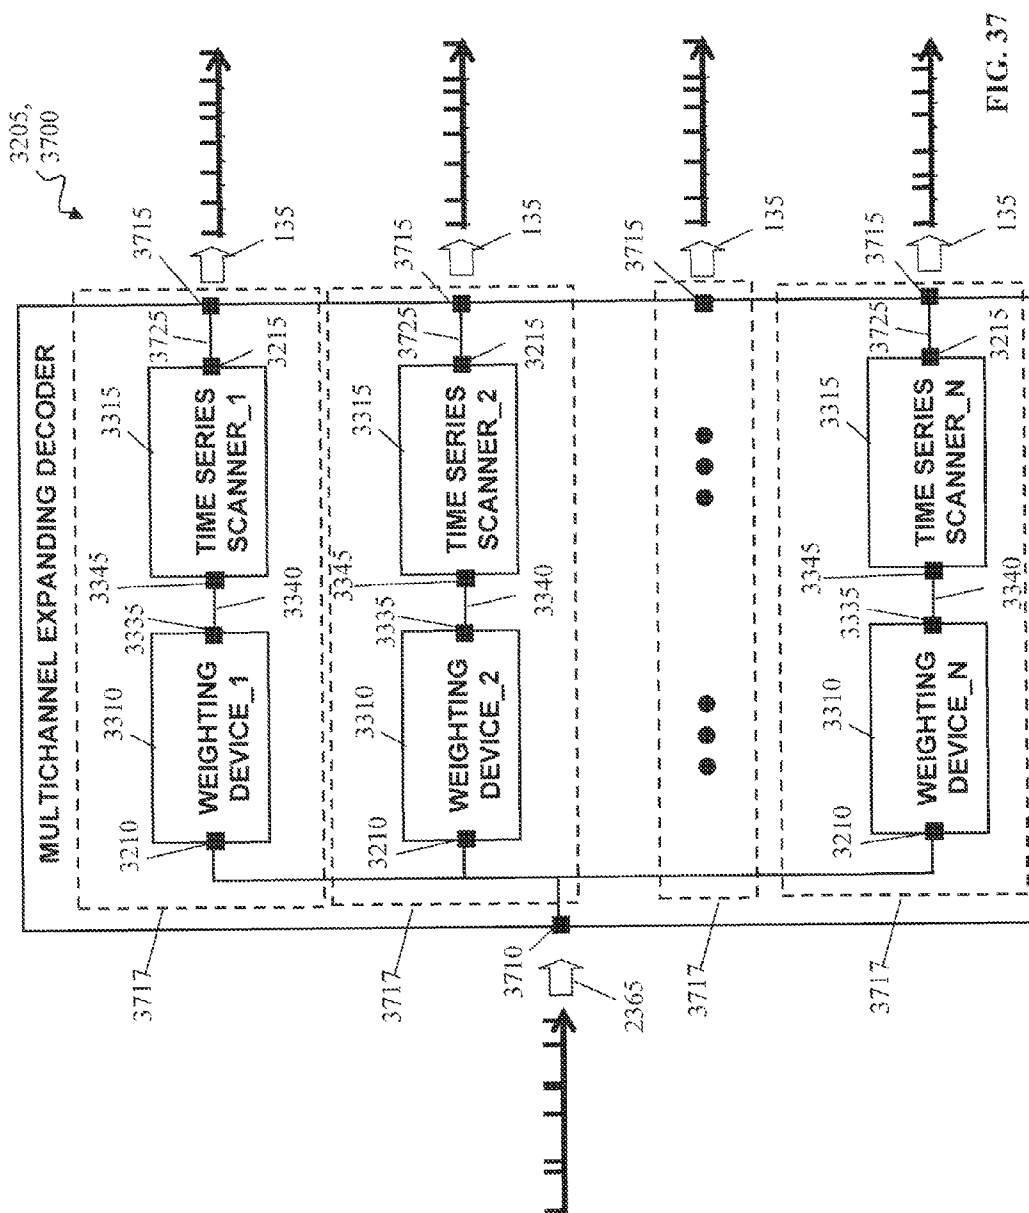 3205,
3700
MULTICHANNEL EXPANDING DECODER
3717
3210
3310
WEIGHTING
DEVICE_1
3335
3340
3345
3315
TIME SERIES
SCANNER_1
3725
3215
3715
135
3717
3210
3310
WEIGHTING
DEVICE_2
3335
3340
3345
3315
TIME SERIES
SCANNER_2
3725
3215
3715
135
3710
2365
3717
3715
135
3717
3210
3310
WEIGHTING
DEVICE_N
3335
3340
3345
3315
TIME SERIES
SCANNER_N
3725
3215
3715
135
FIG. 37